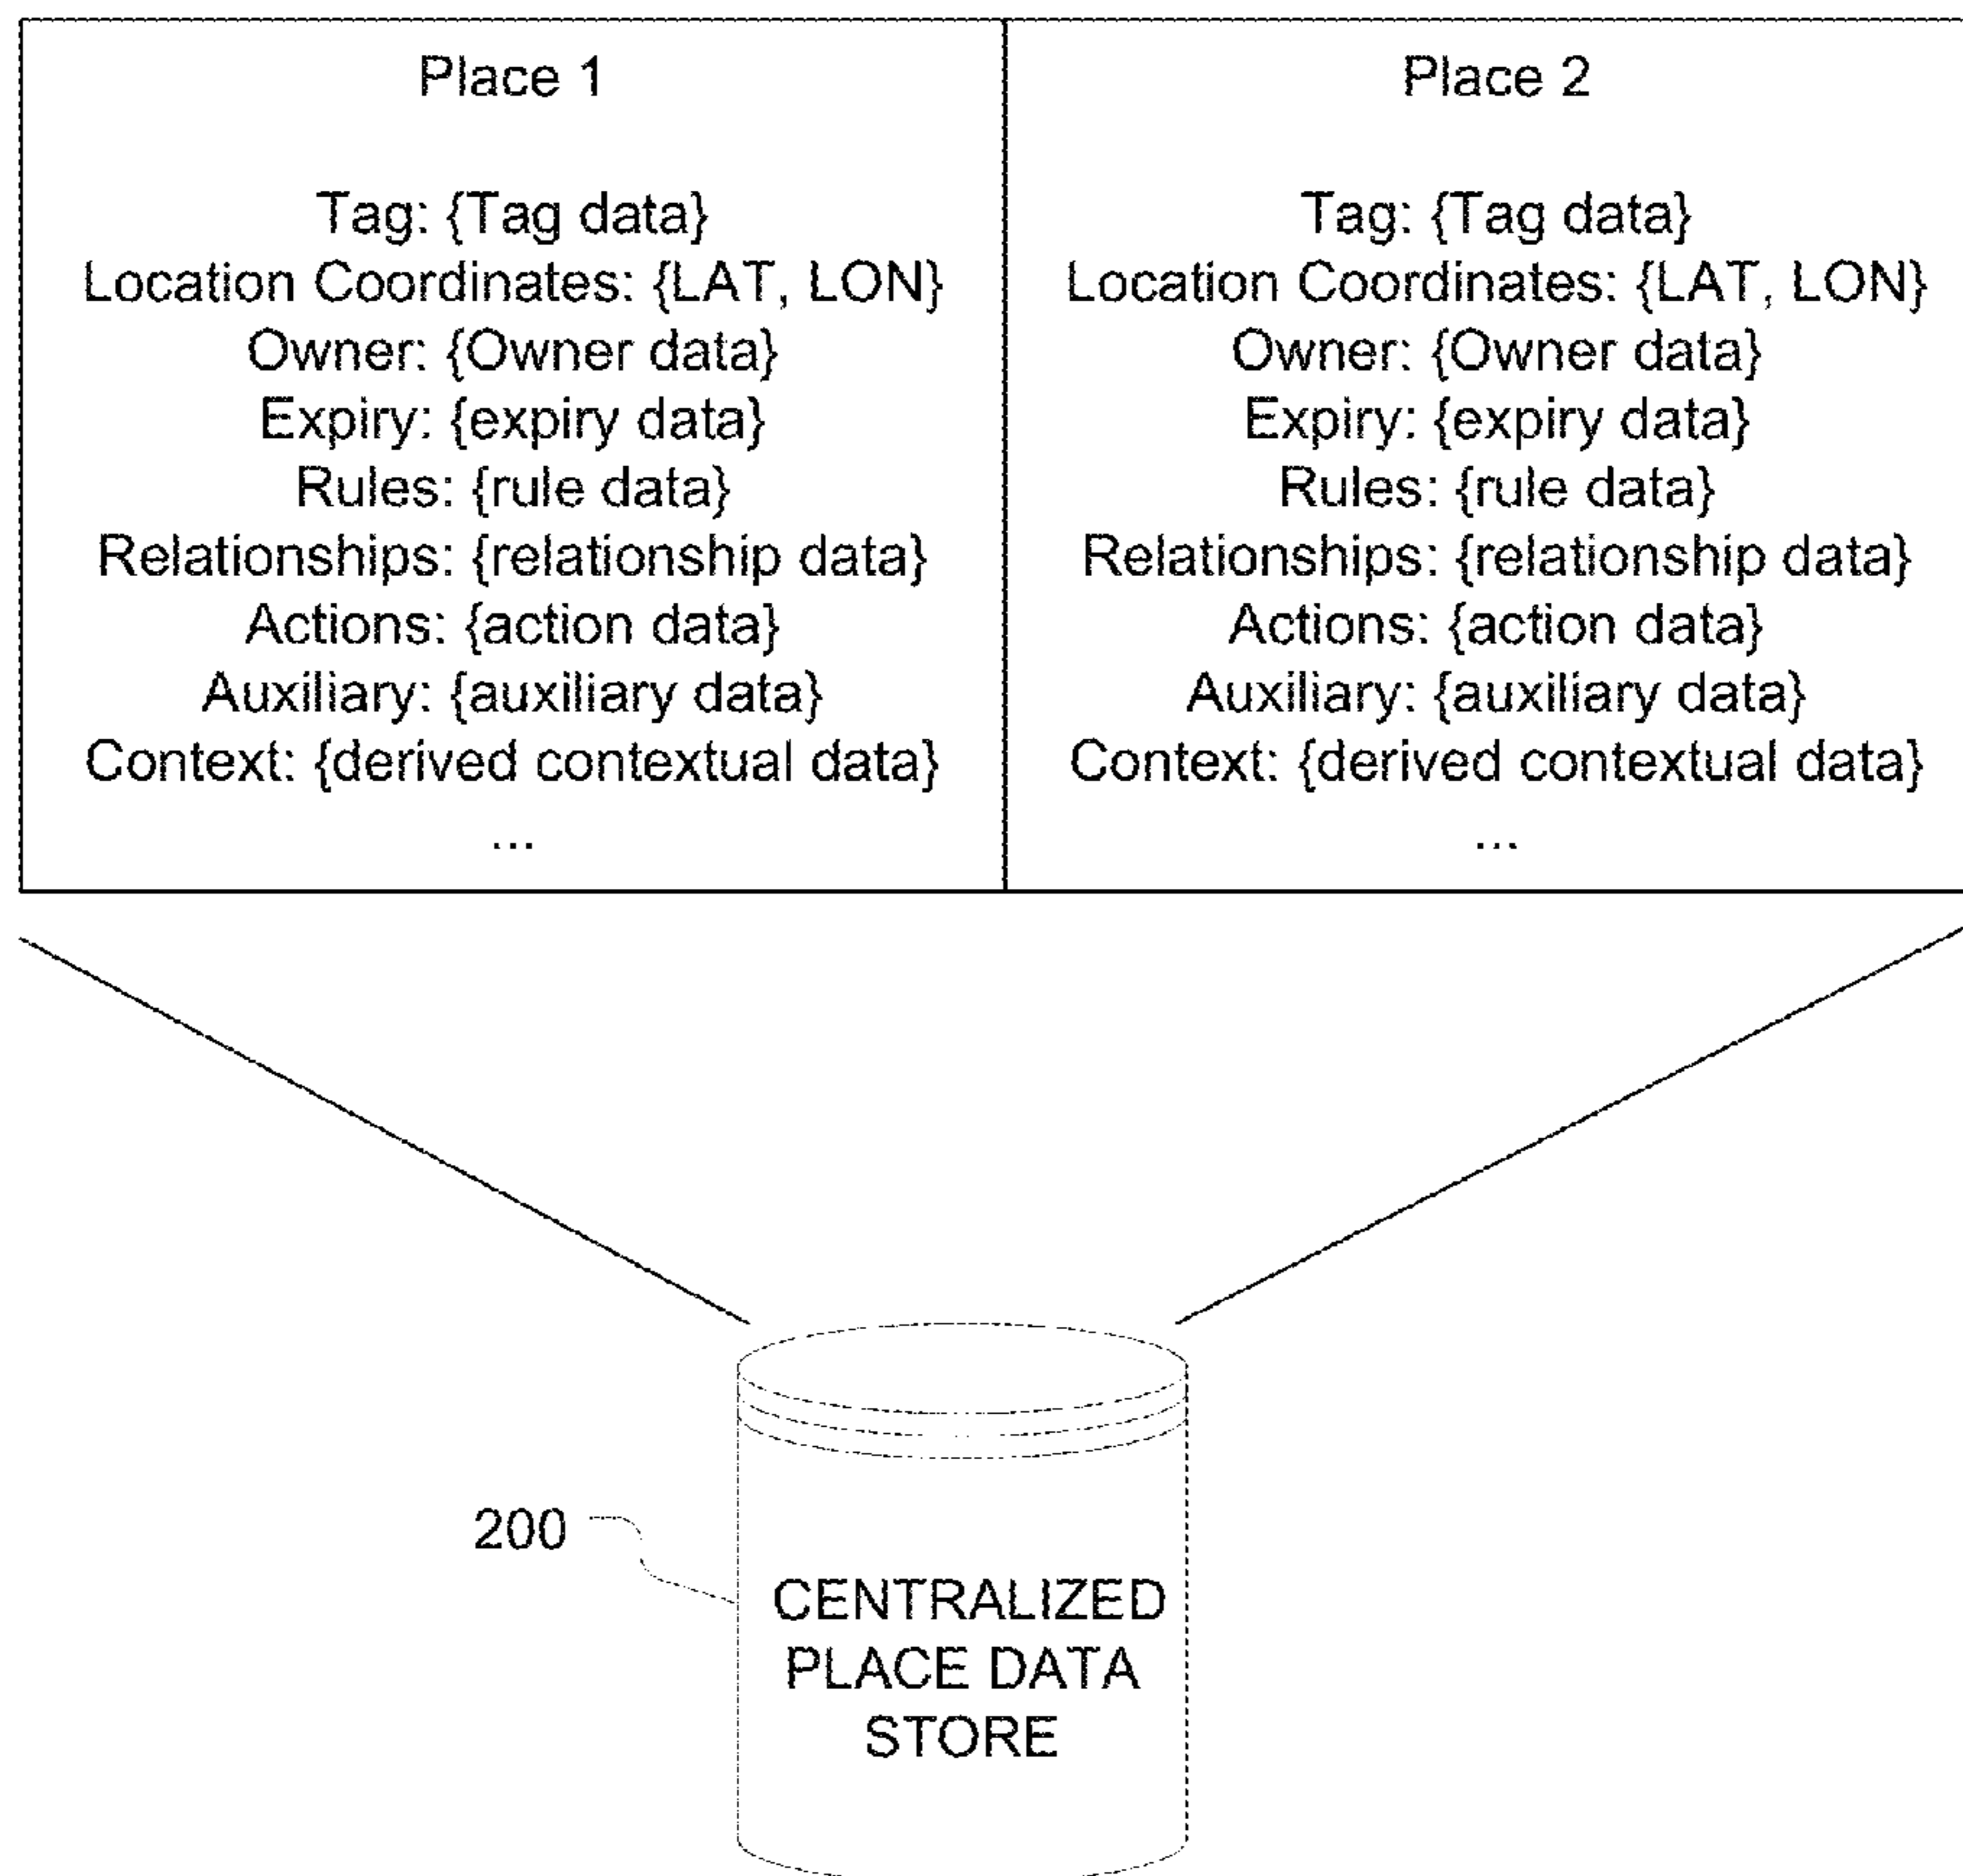 Place 1
Tag: {Tag data}
Location Coordinates: {LAT, LON}
Owner: {Owner data}
Expiry: {expiry data}
Rules: {rule data}
Relationships: {relationship data}
Actions: {action data}
Auxiliary: {auxiliary data}
Context: {derived contextual data}
...
Place 2
Tag: {Tag data}
Location Coordinates: {LAT, LON}
Owner: {Owner data}
Expiry: {expiry data}
Rules: {rule data}
Relationships: {relationship data}
Actions: {action data}
Auxiliary: {auxiliary data}
Context: {derived contextual data}
...
200
CENTRALIZED
PLACE DATA
STORE